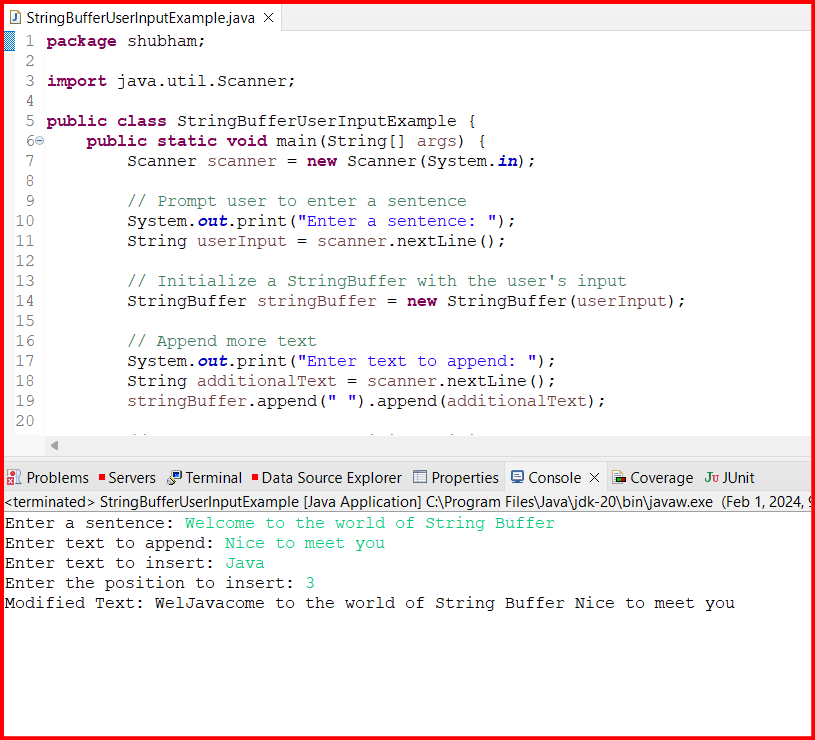 StringBufferUserInputExample.java
1 package shubham;
2
3 import java.util.Scanner;
4
5 public class StringBufferUserInputExample {
6 public static void main(String[] args) {
7 Scanner scanner = new Scanner(System.in);
8
9 // Prompt user to enter a sentence
10 System.out.print("Enter a sentence: ");
11 String userInput = scanner.nextLine();
12
13 // Initialize a StringBuffer with the user's input
14 StringBuffer stringBuffer = new StringBuffer(userInput);
15
16 // Append more text
17 System.out.print("Enter text to append: ");
18 String additionalText = scanner.nextLine();
19 stringBuffer.append(" ").append(additionalText);
20
Problems Servers Terminal Data Source Explorer Properties Console Coverage Ju JUnit
<terminated> StringBufferUserInputExample [Java Application] C:\Program Files\Java\jdk-20\bin\javaw.exe (Feb 1, 2024,
Enter a sentence: Welcome to the world of String Buffer
Enter text to append: Nice to meet you
Enter text to insert: Java
Enter the position to insert: 3
Modified Text: WelJavacome to the world of String Buffer Nice to meet you